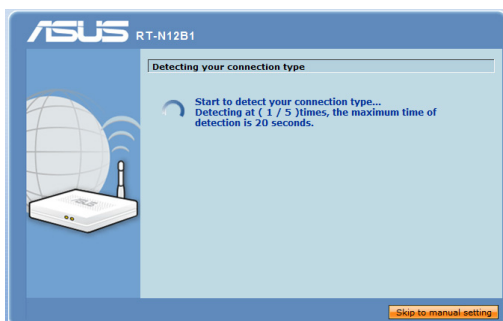 ASUS RT-N12B1
Detecting your connection type
Start to detect your connection type...
Detecting at ( 1 / 5 )times, the maximum time of
detection is 20 seconds.
ASUS
Skip to manual setting